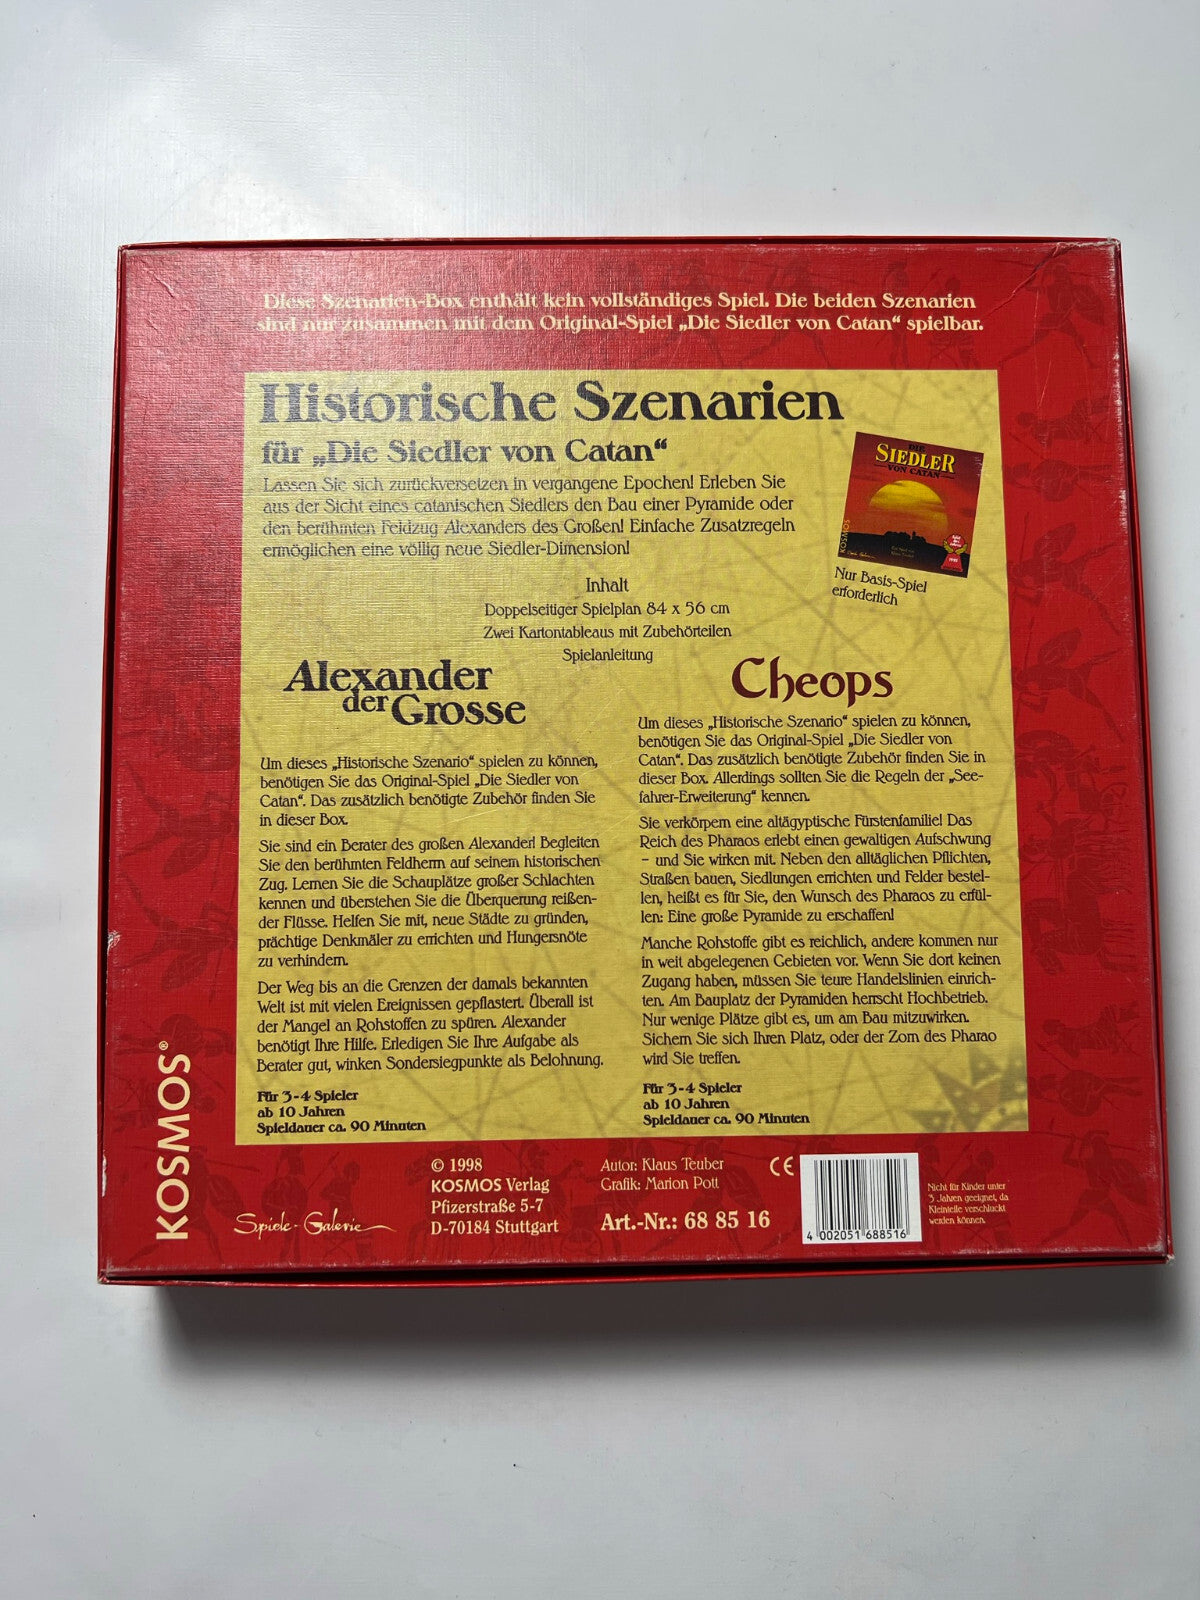 Diese Szenarien-Box enthält kein vollständiges Spiel. Die beiden Szenarien
sind nur zusammen mit dem Original-Spiel „Die Siedler von Catan“ spielbar.
Historische Szenarien
für „Die Siedler von Catan“
Lassen Sie sich zurückversetzen in vergangene Epochen! Erleben Sie
aus der Sicht eines catanischen Siedlers den Bau einer Pyramide oder
den berühmten Feldzug Alexanders des Großen! Einfache Zusatzregeln
ermöglichen eine völlig neue Siedler-Dimension!
DIE
SIEDLER
VON CATAN
KOSMOS
Nur Basis-Spiel
erforderlich
Inhalt
Doppelseitiger Spielplan 84 x 56 cm
Zwei Kartontableaus mit Zubehörteilen
Spielanleitung
Alexander
der Grosse
Um dieses „Historische Szenario“ spielen zu können,
benötigen Sie das Original-Spiel „Die Siedler von
Catan“. Das zusätzlich benötigte Zubehör finden Sie
in dieser Box.
Sie sind ein Berater des großen Alexander! Begleiten
Sie den berühmten Feldherrn auf seinem historischen
Zug. Lernen Sie die Schauplätze großer Schlachten
kennen und überstehen Sie die Überquerung reißen-
der Flüsse. Helfen Sie mit, neue Städte zu gründen,
prächtige Denkmäler zu errichten und Hungersnöte
zu verhindern.
Der Weg bis an die Grenzen der damals bekannten
Welt ist mit vielen Ereignissen gepflastert. Überall ist
der Mangel an Rohstoffen zu spüren. Alexander
benötigt Ihre Hilfe. Erledigen Sie Ihre Aufgabe als
Berater gut, winken Sondersiegpunkte als Belohnung.
Für 3-4 Spieler
ab 10 Jahren
Spieldauer ca. 90 Minuten
Cheops
Um dieses „Historische Szenario“ spielen zu können,
benötigen Sie das Original-Spiel „Die Siedler von
Catan“. Das zusätzlich benötigte Zubehör finden Sie in
dieser Box. Allerdings sollten Sie die Regeln der „See-
fahrer-Erweiterung“ kennen.
Sie verkörpern eine altägyptische Fürstenfamilie! Das
Reich des Pharaos erlebt einen gewaltigen Aufschwung
– und Sie wirken mit. Neben den alltäglichen Pflichten,
Straßen bauen, Siedlungen errichten und Felder bestel-
len, heißt es für Sie, den Wunsch des Pharaos zu erfül-
len: Eine große Pyramide zu erschaffen!
Manche Rohstoffe gibt es reichlich, andere kommen nur
in weit abgelegenen Gebieten vor. Wenn Sie dort keinen
Zugang haben, müssen Sie teure Handelslinien einrich-
ten. Am Bauplatz der Pyramiden herrscht Hochbetrieb.
Nur wenige Plätze gibt es, um am Bau mitzuwirken.
Sichern Sie sich Ihren Platz, oder der Zorn des Pharao
wird Sie treffen.
Für 3-4 Spieler
ab 10 Jahren
Spieldauer ca. 90 Minuten
KOSMOS®
Spiele-Galerie
© 1998
KOSMOS Verlag
Pfizerstraße 5-7
D-70184 Stuttgart
Autor: Klaus Teuber
Grafik: Marion Pott
Art.-Nr.: 68 85 16
CE
4 002051 688516
Nicht für Kinder unter
3 Jahren geeignet, da
Kleinteile verschluckt
werden können.